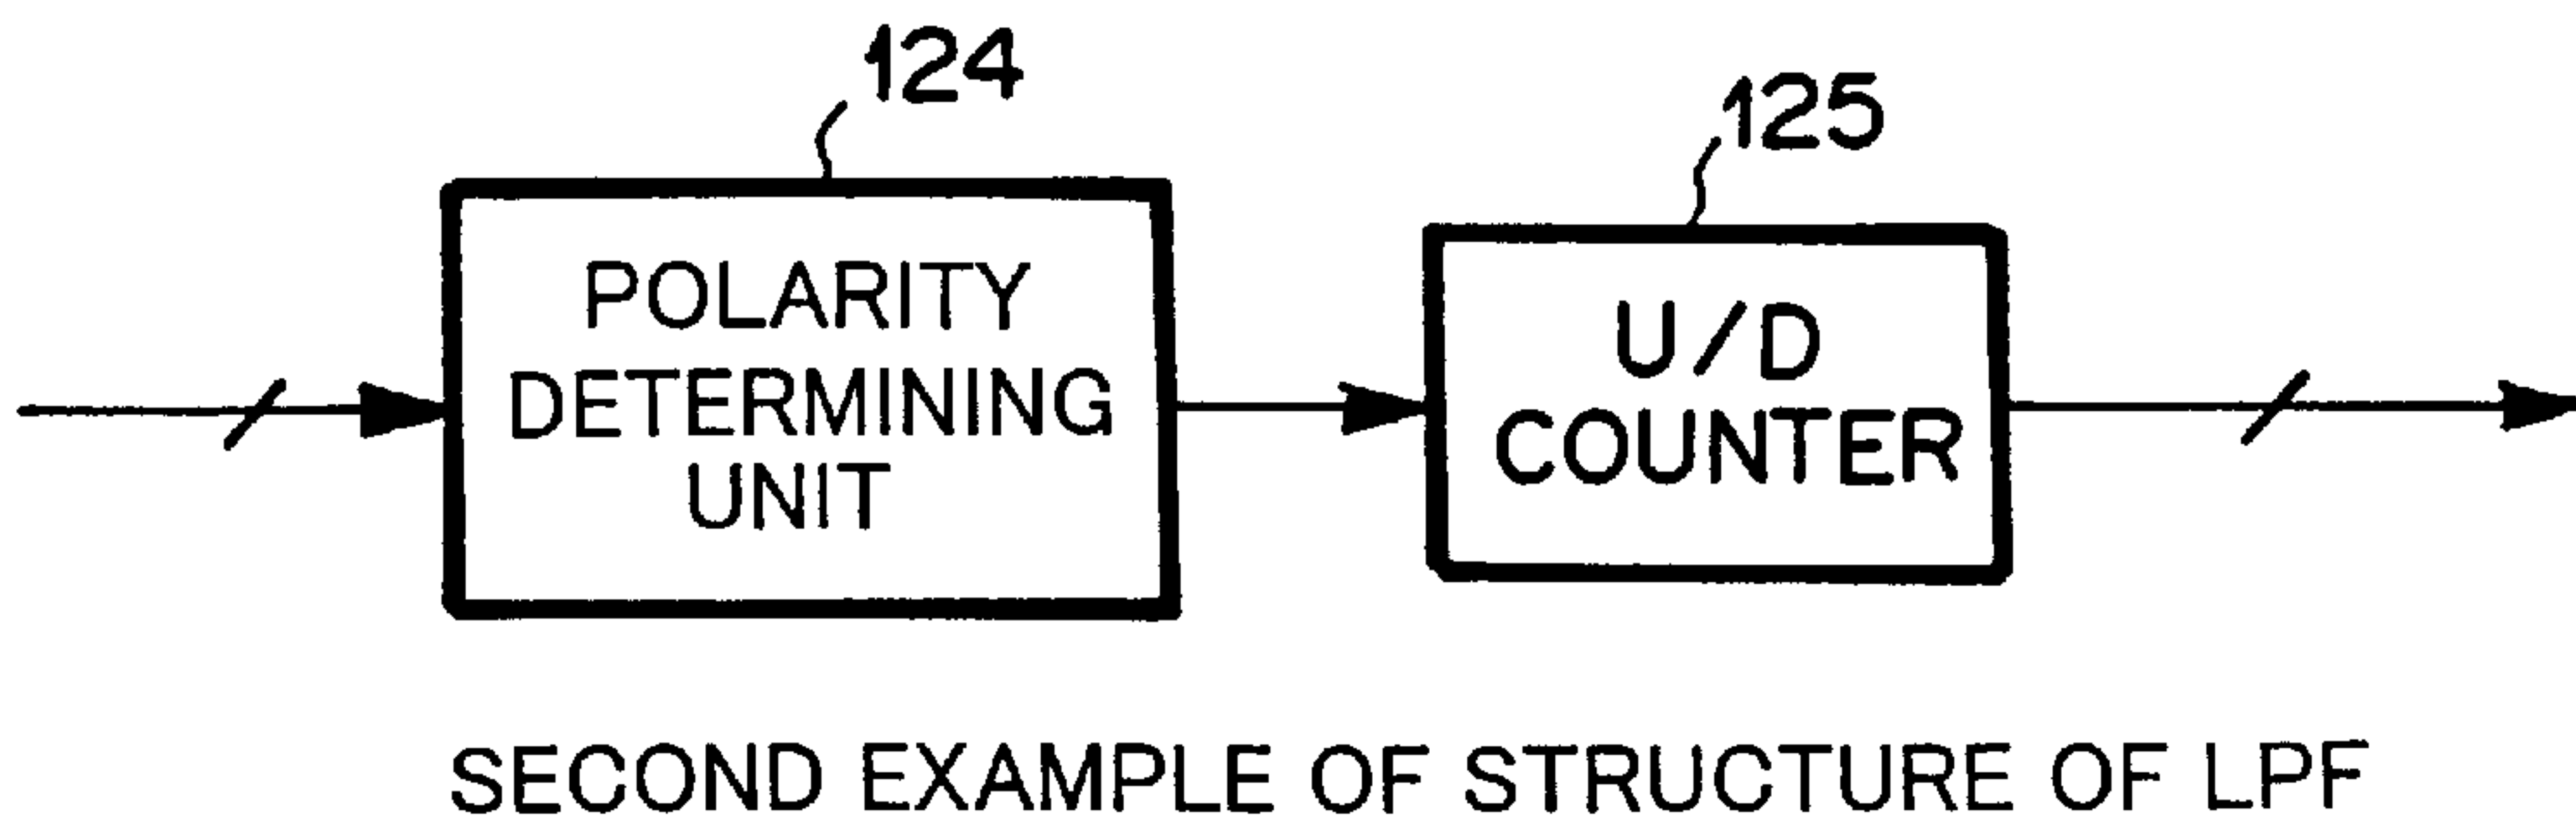 124
125
POLARITY
DETERMINING
UNIT
U/D
COUNTER
SECOND EXAMPLE OF STRUCTURE OF LPF